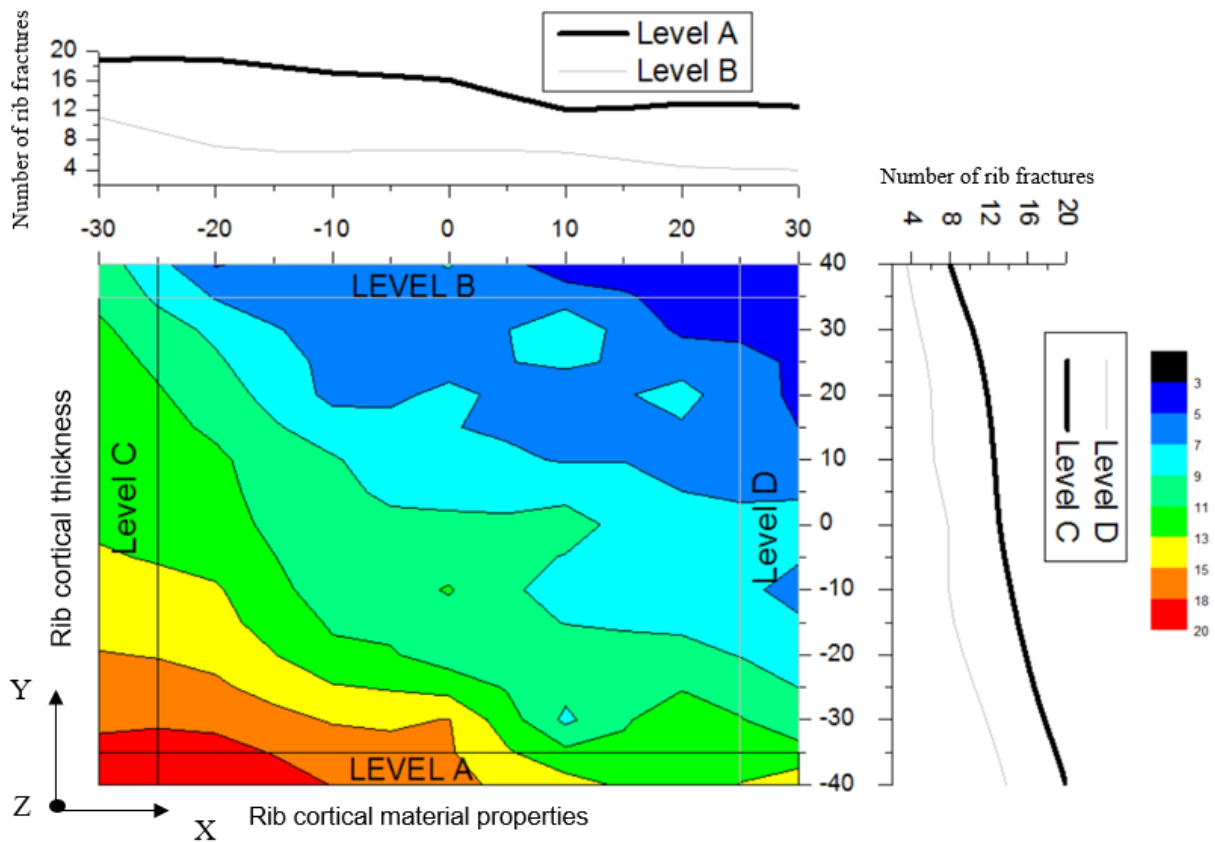 Number of rib fractures
20
16
12
8
4
Level A
Level B
-30
-20
-10
0
10
20
30
Number of rib fractures
4
8
12
16
20
LEVEL B
Level C
Level D
LEVEL A
40
30
20
10
0
-10
-20
-30
-40
Rib cortical thickness
Level D
Level C
3
5
7
9
11
13
15
18
20
Y
Z
X
Rib cortical material properties